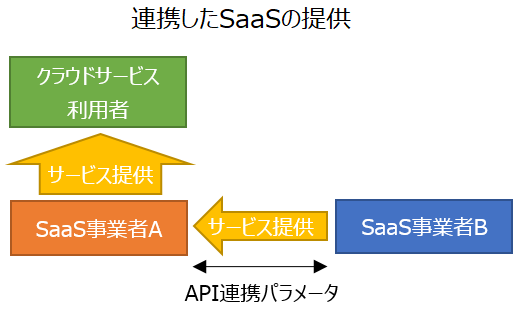 連携したSaaSの提供
クラウドサービス
利用者
サービス提供
SaaS事業者A
サービス提供
SaaS事業者B
API連携パラメータ